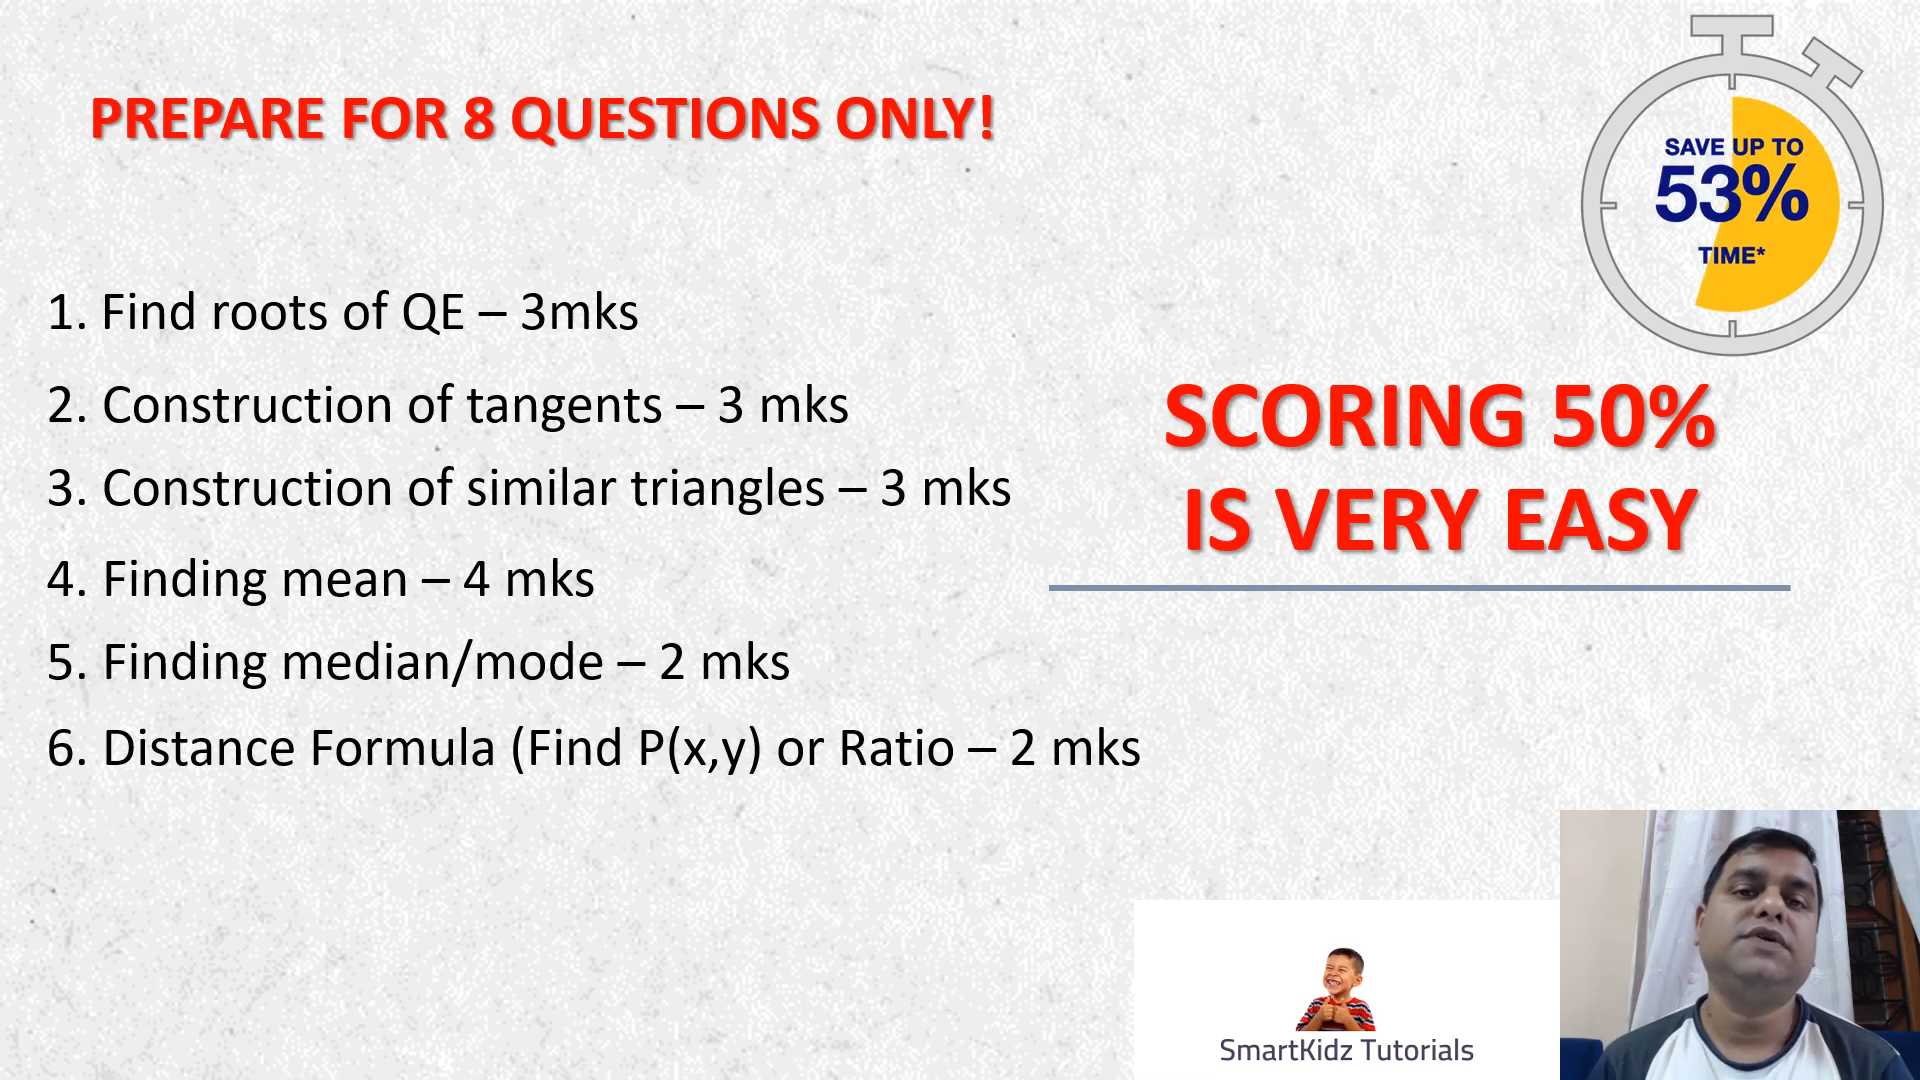 PREPARE FOR 8 QUESTIONS ONLY!
SAVE UP TO
53%
TIME*
1. Find roots of QE – 3mks
2. Construction of tangents – 3 mks
3. Construction of similar triangles – 3 mks
4. Finding mean – 4 mks
5. Finding median/mode – 2 mks
6. Distance Formula (Find P(x,y) or Ratio – 2 mks
SCORING 50%
IS VERY EASY
SmartKidz Tutorials